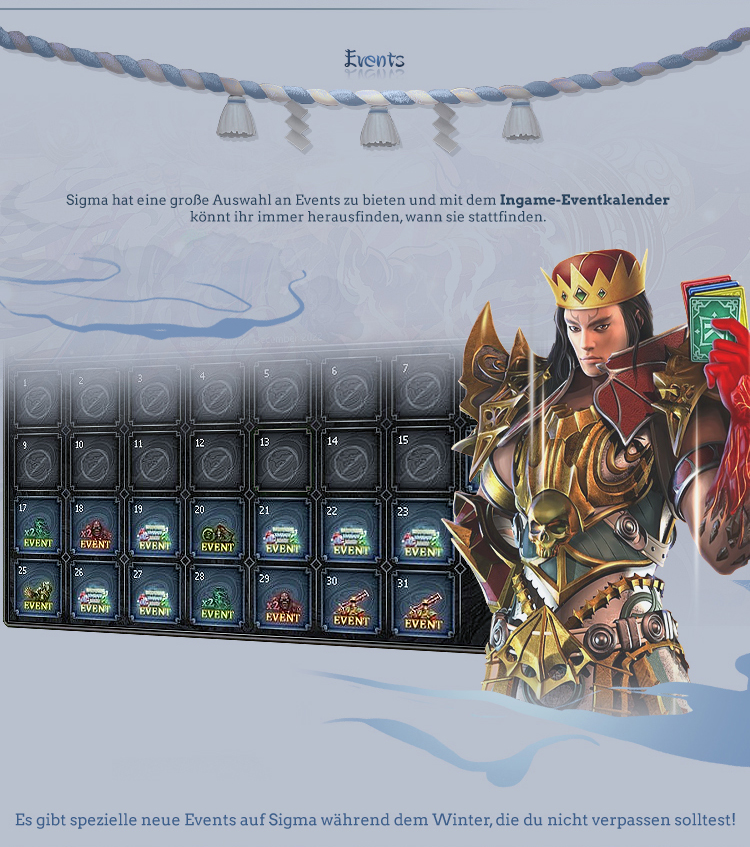 Events
Sigma hat eine große Auswahl an Events zu bieten und mit dem Ingame-Eventkalender
könnt ihr immer herausfinden, wann sie stattfinden.
1 2 3 4 5 6 7
9 10 11 12 13 14 15
17 18 19 20 21 22 23
x2 x2
EVENT EVENT EVENT EVENT EVENT EVENT EVENT
25 26 27 28 29 30 31
x2 x2
EVENT EVENT EVENT EVENT EVENT EVENT EVENT
Es gibt spezielle neue Events auf Sigma während dem Winter, die du nicht verpassen solltest!